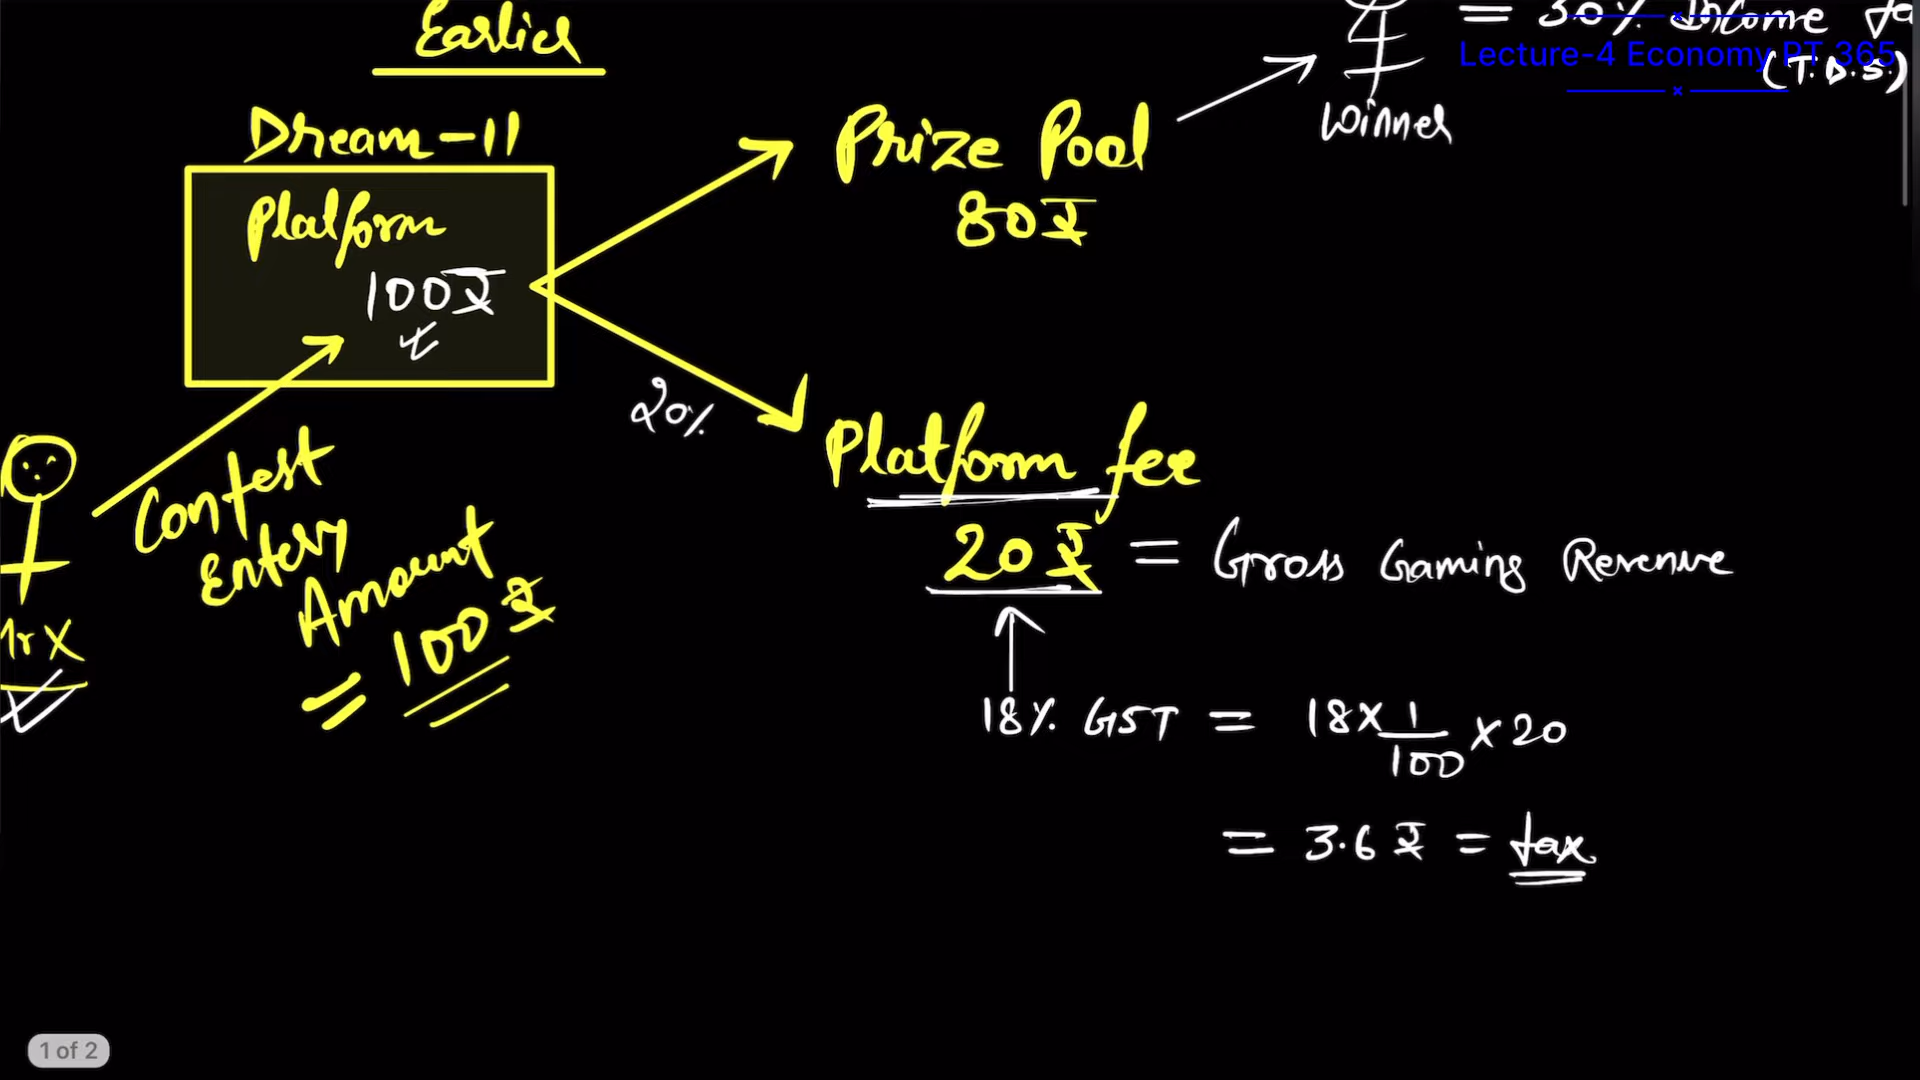 Earlier
= 30% Income
Lecture-4 Economy PT 365
(T.D.S.)
Winner
Dream-11
Platform
100₹
Prize Pool
80₹
20%
Platform fee
20₹ = Gross Gaming Revenue
Contest
Entry
Amount
= 100₹
Mr X
18% GST = 18 × 1/100 × 20
= 3.6₹ = tax
1 of 2